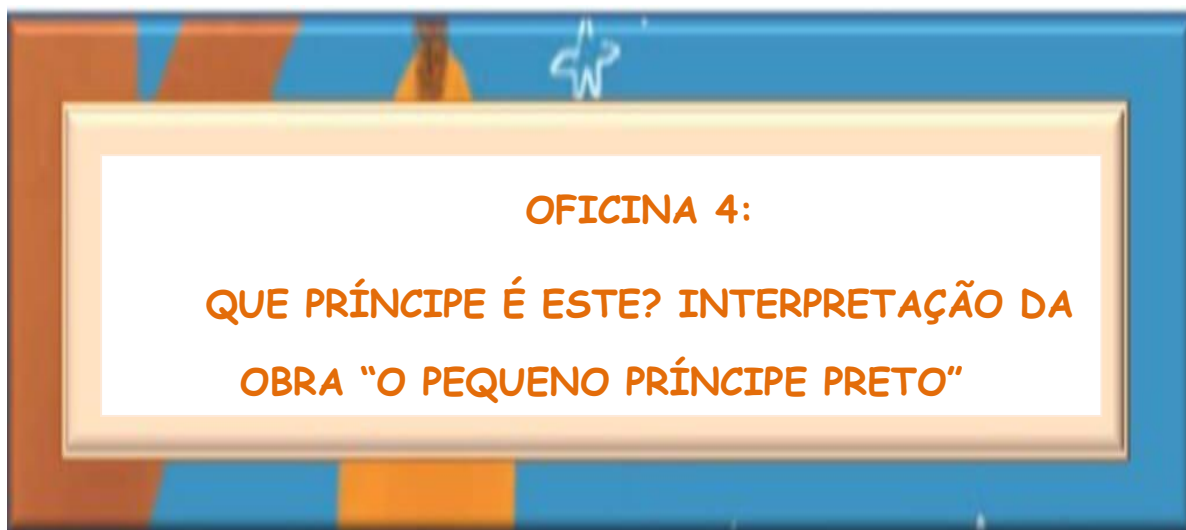 OFICINA 4:
QUE PRÍNCIPE É ESTE? INTERPRETAÇÃO DA
OBRA “O PEQUENO PRÍNCIPE PRETO”